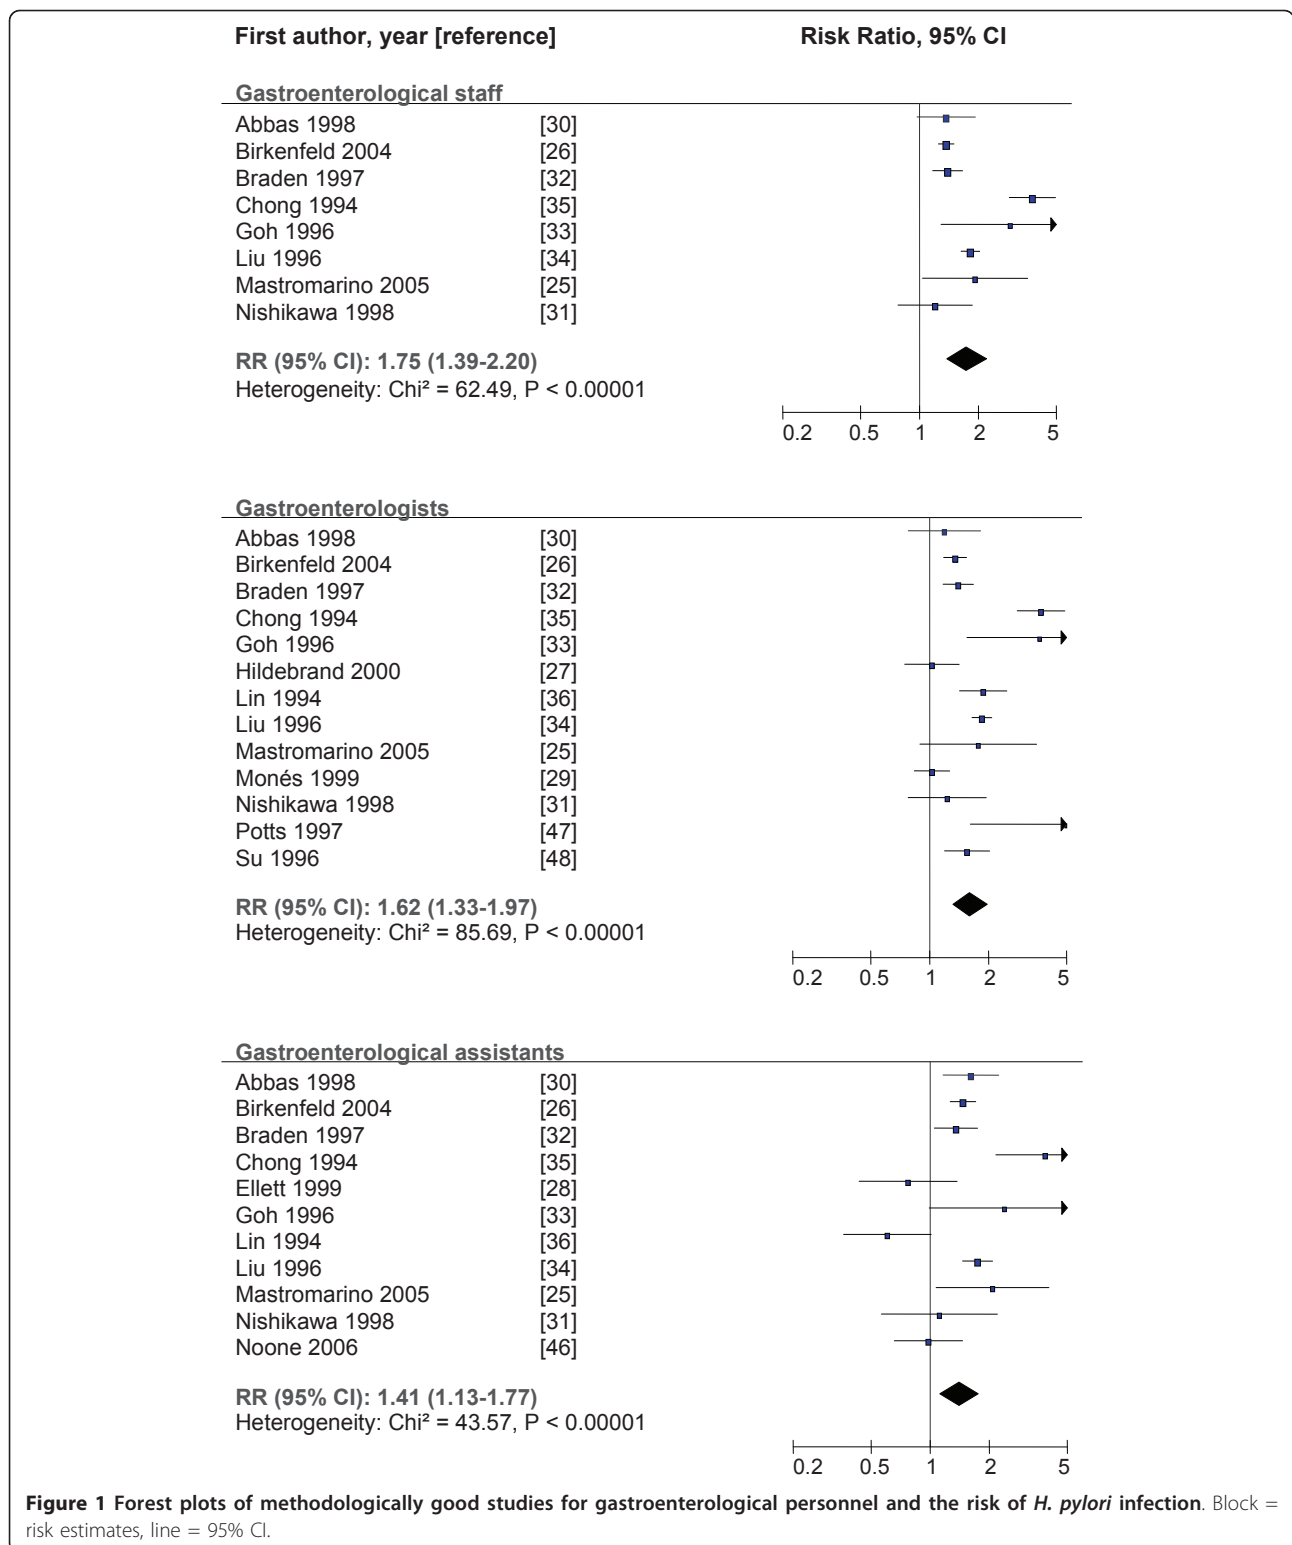 First author, year [reference] Risk Ratio, 95% CI
Gastroenterological staff
Abbas 1998 [30]
Birkenfeld 2004 [26]
Braden 1997 [32]
Chong 1994 [35]
Goh 1996 [33]
Liu 1996 [34]
Mastromarino 2005 [25]
Nishikawa 1998 [31]
RR (95% CI): 1.75 (1.39-2.20)
Heterogeneity: Chi² = 62.49, P < 0.00001
0.2 0.5 1 2 5
Gastroenterologists
Abbas 1998 [30]
Birkenfeld 2004 [26]
Braden 1997 [32]
Chong 1994 [35]
Goh 1996 [33]
Hildebrand 2000 [27]
Lin 1994 [36]
Liu 1996 [34]
Mastromarino 2005 [25]
Monés 1999 [29]
Nishikawa 1998 [31]
Potts 1997 [47]
Su 1996 [48]
RR (95% CI): 1.62 (1.33-1.97)
Heterogeneity: Chi² = 85.69, P < 0.00001
0.2 0.5 1 2 5
Gastroenterological assistants
Abbas 1998 [30]
Birkenfeld 2004 [26]
Braden 1997 [32]
Chong 1994 [35]
Ellett 1999 [28]
Goh 1996 [33]
Lin 1994 [36]
Liu 1996 [34]
Mastromarino 2005 [25]
Nishikawa 1998 [31]
Noone 2006 [46]
RR (95% CI): 1.41 (1.13-1.77)
Heterogeneity: Chi² = 43.57, P < 0.00001
0.2 0.5 1 2 5
Figure 1 Forest plots of methodologically good studies for gastroenterological personnel and the risk of H. pylori infection. Block =
risk estimates, line = 95% CI.